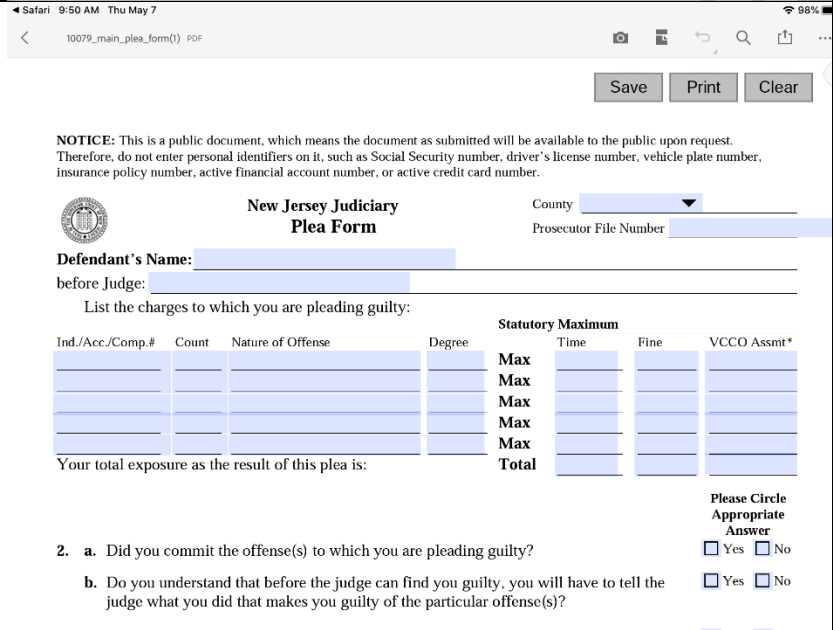 Safari 9:50 AM Thu May 7 98%
10079_main_plea_form(1) PDF
Save Print Clear
NOTICE: This is a public document, which means the document as submitted will be available to the public upon request.
Therefore, do not enter personal identifiers on it, such as Social Security number, driver's license number, vehicle plate number,
insurance policy number, active financial account number, or active credit card number.
New Jersey Judiciary
Plea Form
County
Prosecutor File Number
Defendant's Name:
before Judge:
List the charges to which you are pleading guilty:
Statutory Maximum
Ind./Acc./Comp.# Count Nature of Offense Degree Time Fine VCCO Assmt*
Max
Max
Max
Max
Max
Your total exposure as the result of this plea is: Total
Please Circle
Appropriate
Answer
2. a. Did you commit the offense(s) to which you are pleading guilty? Yes No
b. Do you understand that before the judge can find you guilty, you will have to tell the Yes No
judge what you did that makes you guilty of the particular offense(s)?